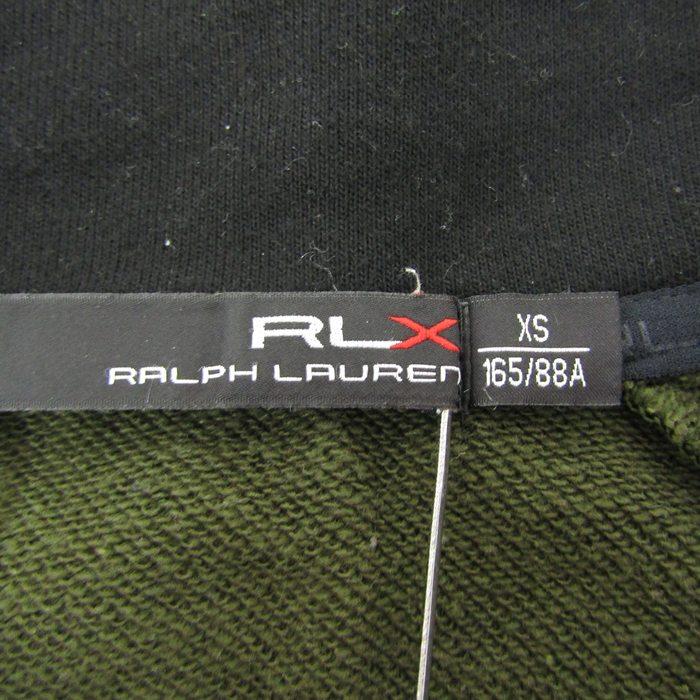 RLX
RALPH LAUREN
XS
165/88A